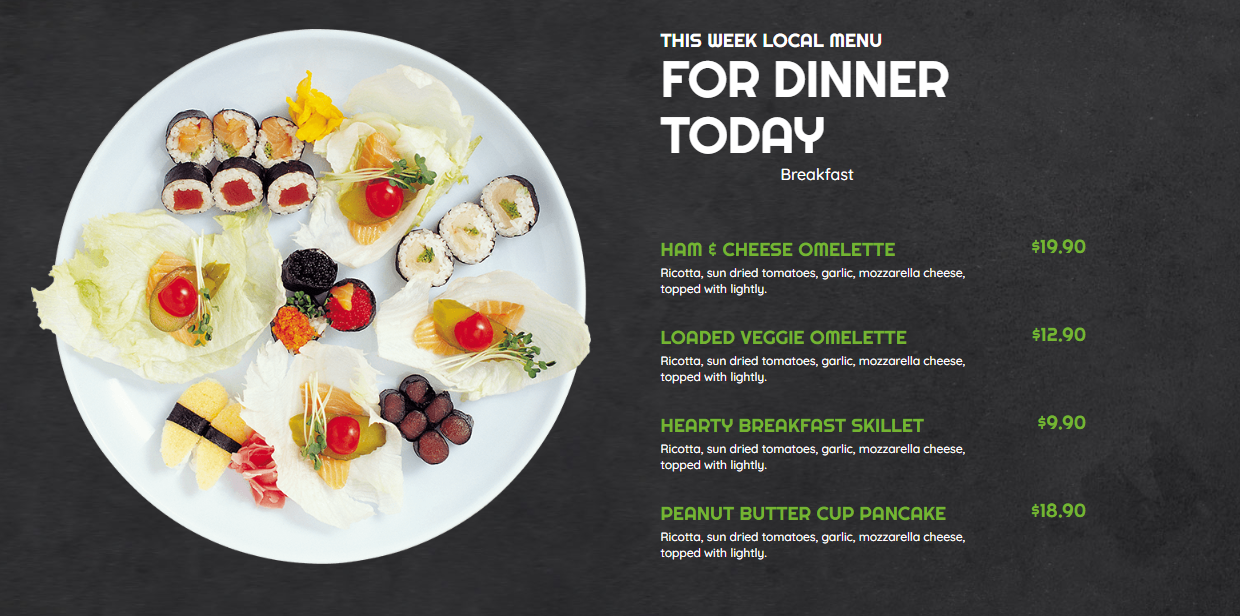 THIS WEEK LOCAL MENU
FOR DINNER
TODAY
Breakfast
HAM & CHEESE OMELETTE $19.90
Ricotta, sun dried tomatoes, garlic, mozzarella cheese,
topped with lightly.
LOADED VEGGIE OMELETTE $12.90
Ricotta, sun dried tomatoes, garlic, mozzarella cheese,
topped with lightly.
HEARTY BREAKFAST SKILLET $9.90
Ricotta, sun dried tomatoes, garlic, mozzarella cheese,
topped with lightly.
PEANUT BUTTER CUP PANCAKE $18.90
Ricotta, sun dried tomatoes, garlic, mozzarella cheese,
topped with lightly.